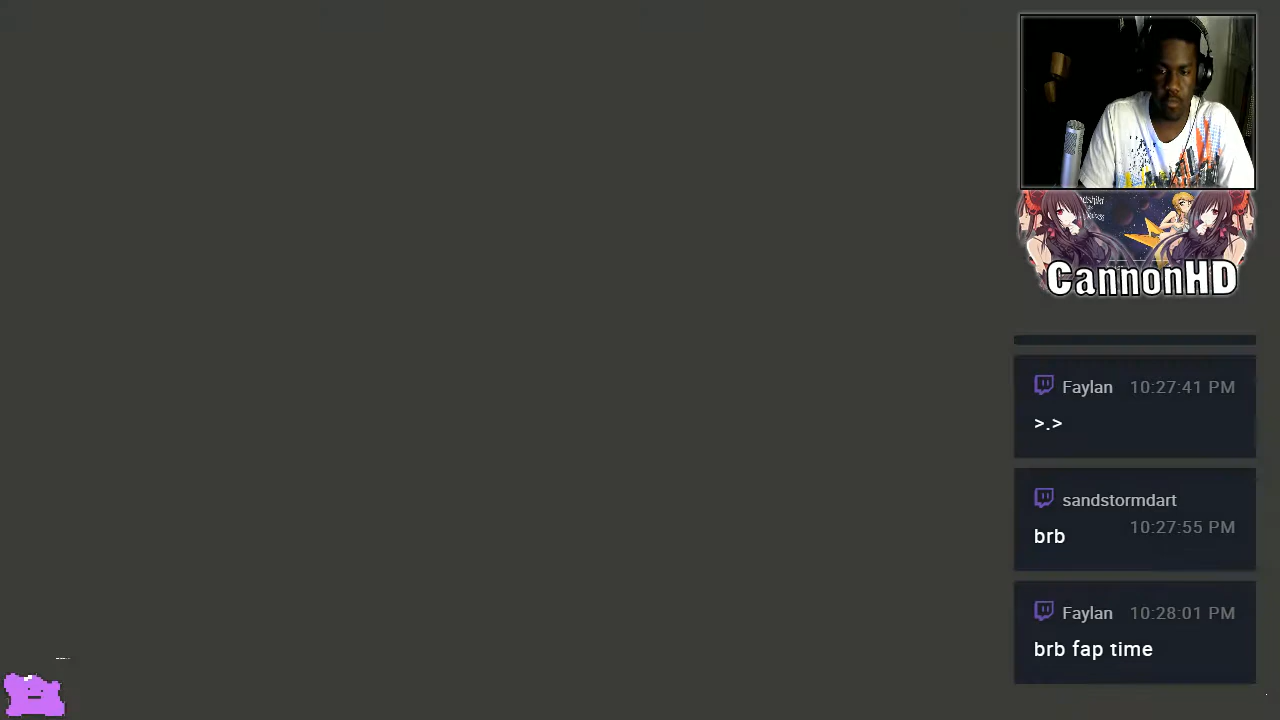 CannonHD
Faylan 10:27:41 PM
>.>
sandstormdart
10:27:55 PM
brb
Faylan 10:28:01 PM
brb fap time